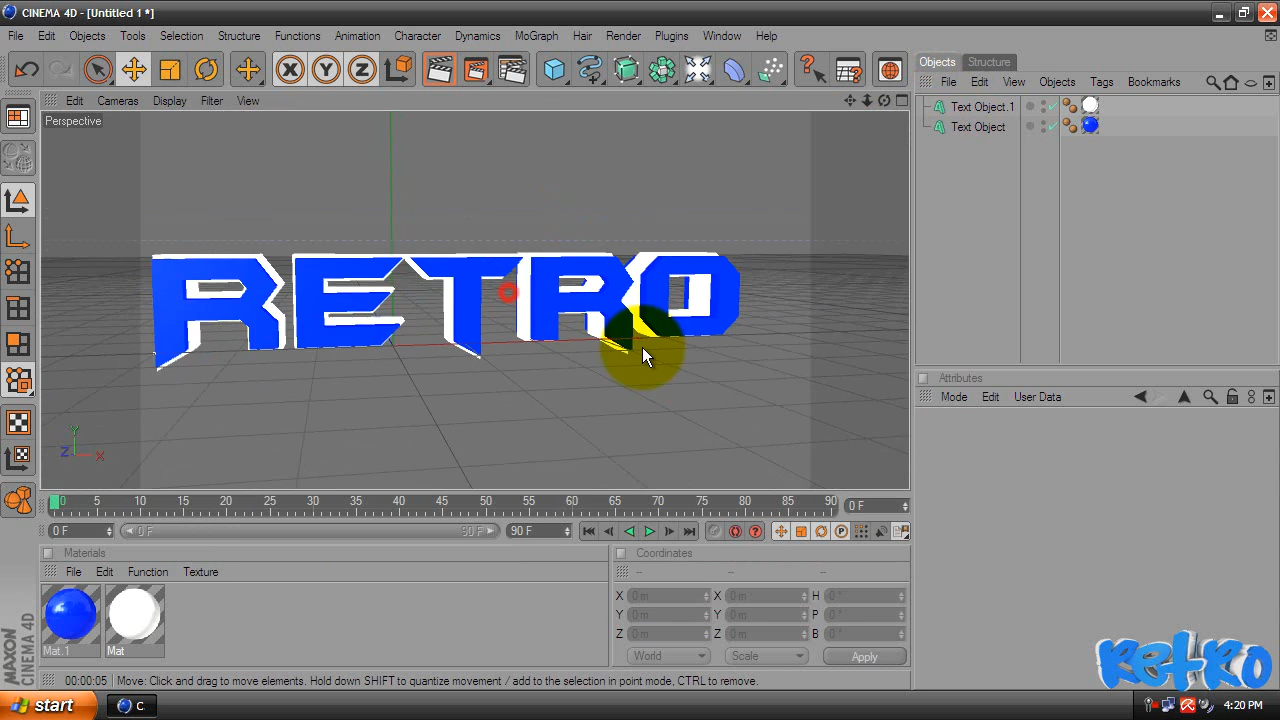 CINEMA 4D - [Untitled 1 *]
File Edit Objects Tools Selection Structure Functions Animation Character Dynamics MoGraph Hair Render Plugins Window Help
X Y Z
Edit Cameras Display Filter View
Perspective
RETRO
Y
Z X
0 5 10 15 20 25 30 35 40 45 50 55 60 65 70 75 80 85 90 0 F
0 F 0 F 90 F
Materials
File Edit Function Texture
Mat.1 Mat
Coordinates
-- -- --
X 0 m X 0 m H 0 °
Y 0 m Y 0 m P 0 °
Z 0 m Z 0 m B 0 °
World Scale Apply
Objects Structure
File Edit View Objects Tags Bookmarks
Text Object.1
Text Object
Attributes
Mode Edit User Data
MAXON
CINEMA 4D
00:00:05 Move: Click and drag to move elements. Hold down SHIFT to quantize movement / add to the selection in point mode, CTRL to remove.
Retro
start C 4:20 PM